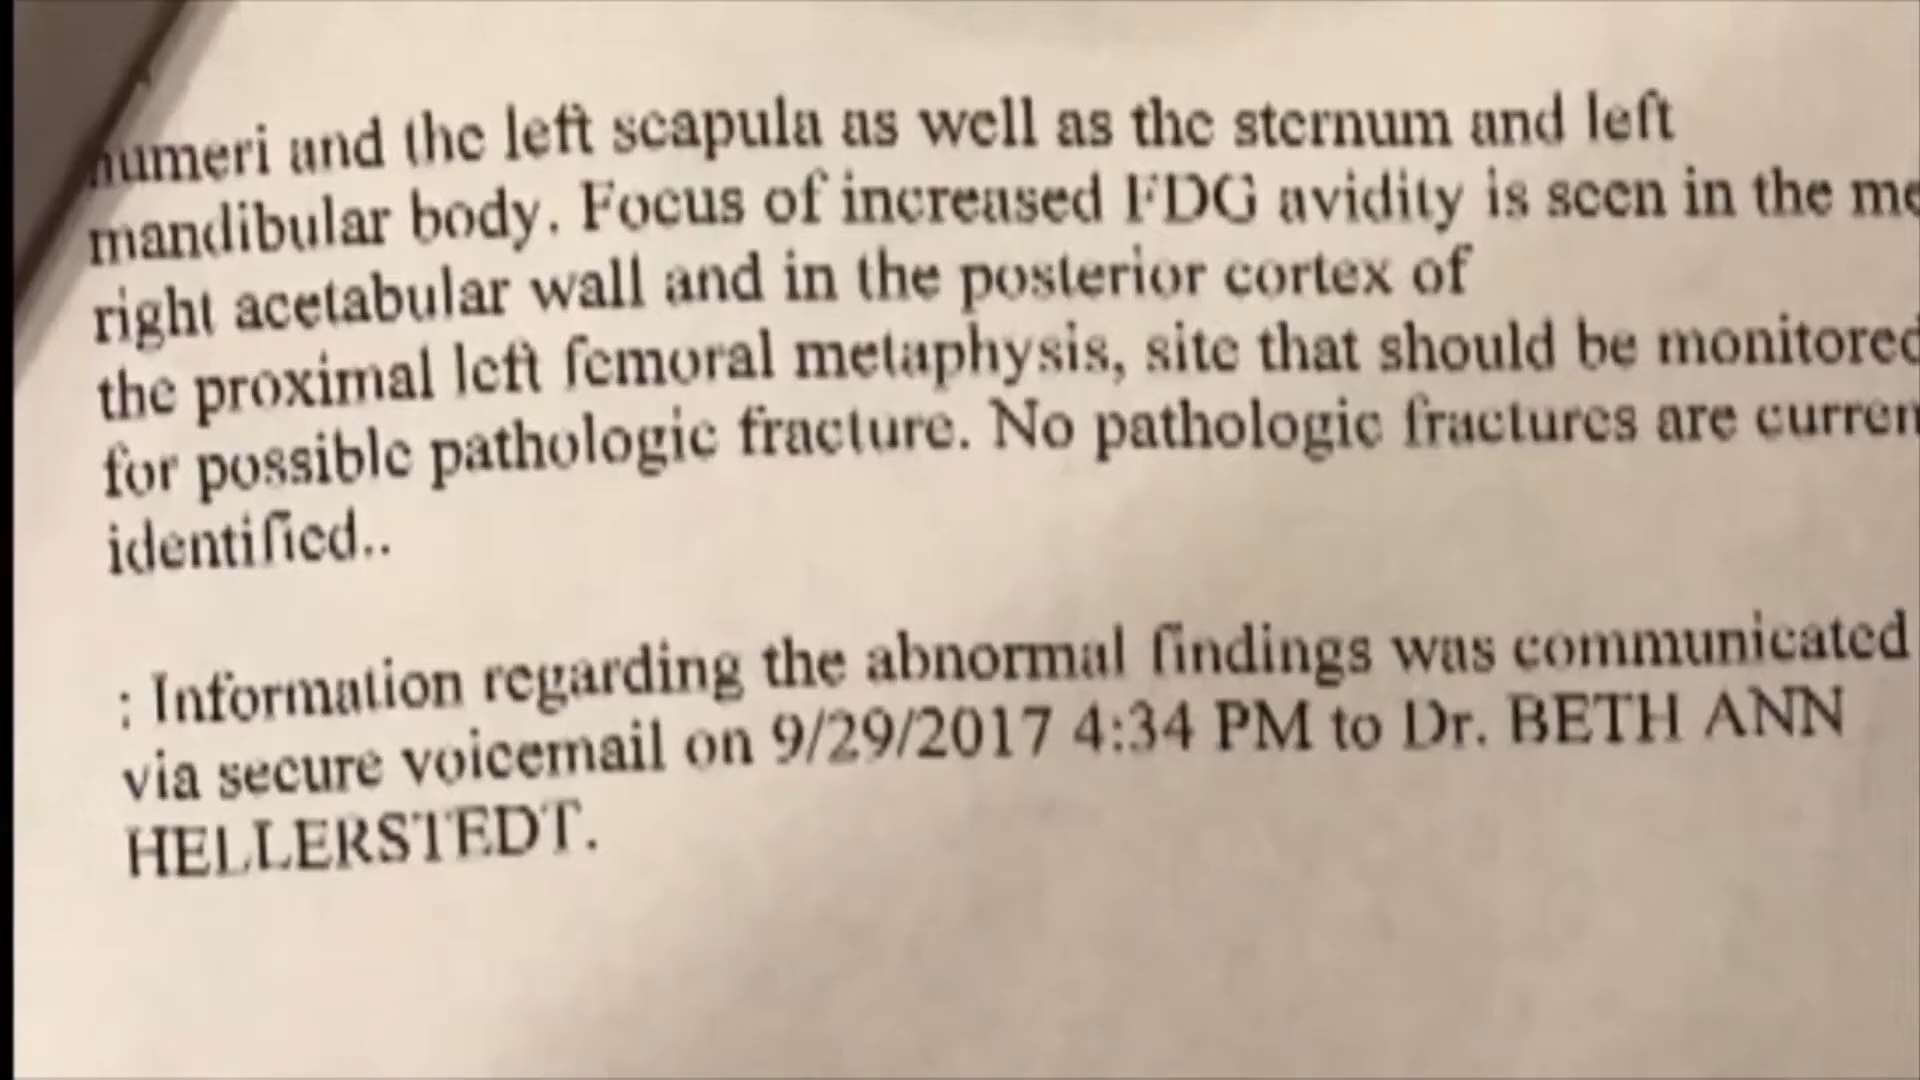 humeri and the left scapula as well as the sternum and left
mandibular body. Focus of increased FDG avidity is seen in the
right acetabular wall and in the posterior cortex of
the proximal left femoral metaphysis, site that should be monitored
for possible pathologic fracture. No pathologic fractures are
identified..
: Information regarding the abnormal findings was communicated
via secure voicemail on 9/29/2017 4:34 PM to Dr. BETH ANN
HELLERSTEDT.